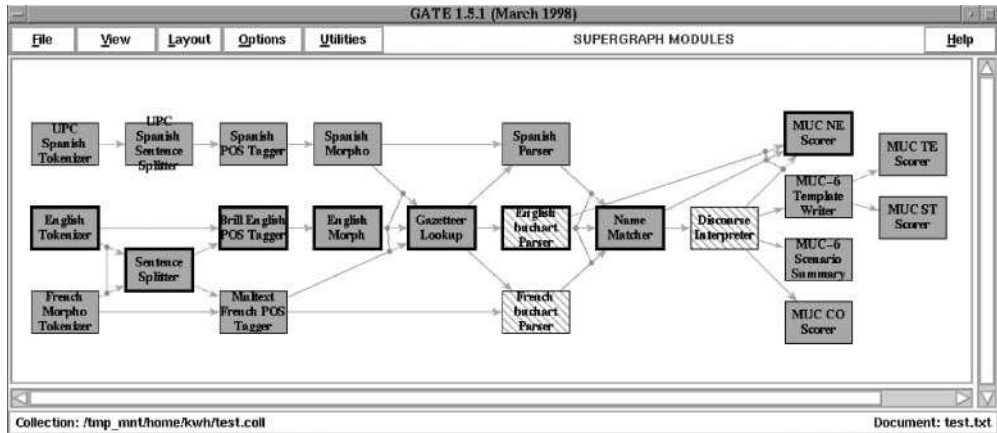 GATE 1.5.1 (March 1998)
File View Layout Options Utilities SUPERGRAPH MODULES Help
UPC
Spanish
Tokenizer
UPC
Spanish
Sentence
Splitter
Spanish
POS Tagger
Spanish
Morpho
Spanish
Parser
MUC NE
Scorer
MUC TE
Scorer
English
Tokenizer
Brill English
POS Tagger
English
Morph
Gazetteer
Lookup
English
buchart
Parser
Name
Matcher
Discourse
Interpreter
MUC-6
Template
Writer
MUC ST
Scorer
Sentence
Splitter
MUC-6
Scenario
Summary
French
Morpho
Tokenizer
Multext
French POS
Tagger
French
buchart
Parser
MUC CO
Scorer
Collection: /tmp_mnt/home/kwh/test.coll Document: test.txt